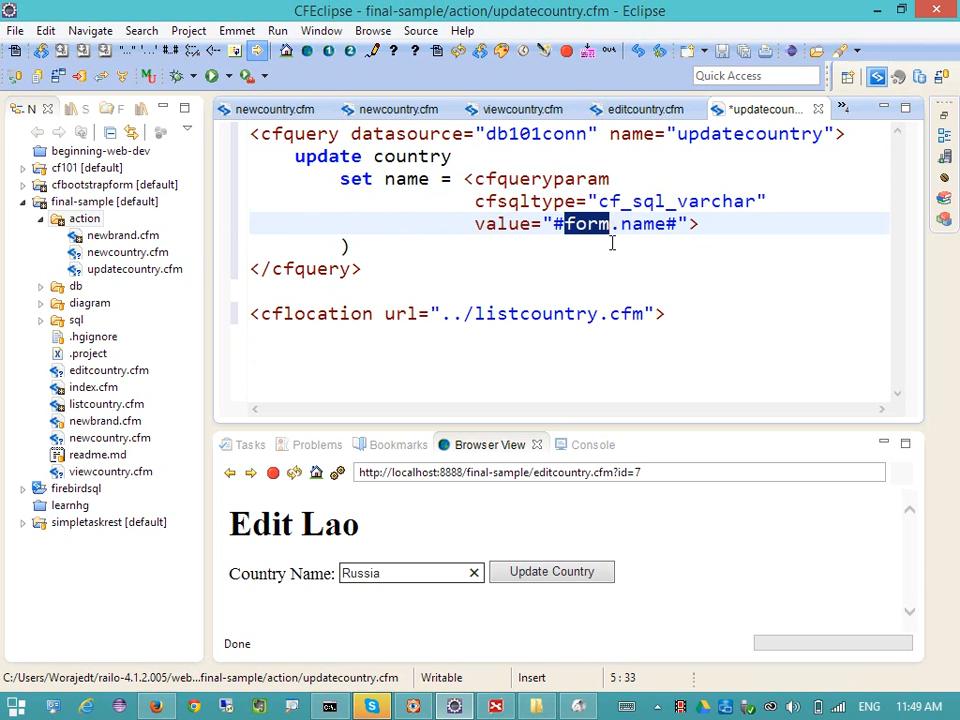 CFEclipse - final-sample/action/updatecountry.cfm - Eclipse
File Edit Navigate Search Project Emmet Run Window Browse Resource Help
Quick Access
N S F
newcountry.cfm newcountry.cfm viewcountry.cfm editcountry.cfm *updatecoun... 4
beginning-web-dev
cf101 [default]
cfbootstrapform [default]
final-sample [default]
action
newbrand.cfm
newcountry.cfm
updatecountry.cfm
db
diagram
sql
.hgignore
.project
editcountry.cfm
index.cfm
listcountry.cfm
newbrand.cfm
newcountry.cfm
readme.md
viewcountry.cfm
firebirdsql
learnhg
simpletaskrest [default]
<cfquery datasource="db101conn" name="updatecountry">
update country
set name = <cfqueryparam
cfsqltype="cf_sql_varchar"
value="#form.name#">
)
</cfquery>
<cflocation url="../listcountry.cfm">
Tasks Problems Bookmarks Browser View Console
http://localhost:8888/final-sample/editcountry.cfm?id=7
Edit Lao
Country Name: Russia Update Country
Done
C:/Users/Worajedt/railo-4.1.2.005/web...final-sample/action/updatecountry.cfm Writable Insert 5 : 33
ENG 11:49 AM